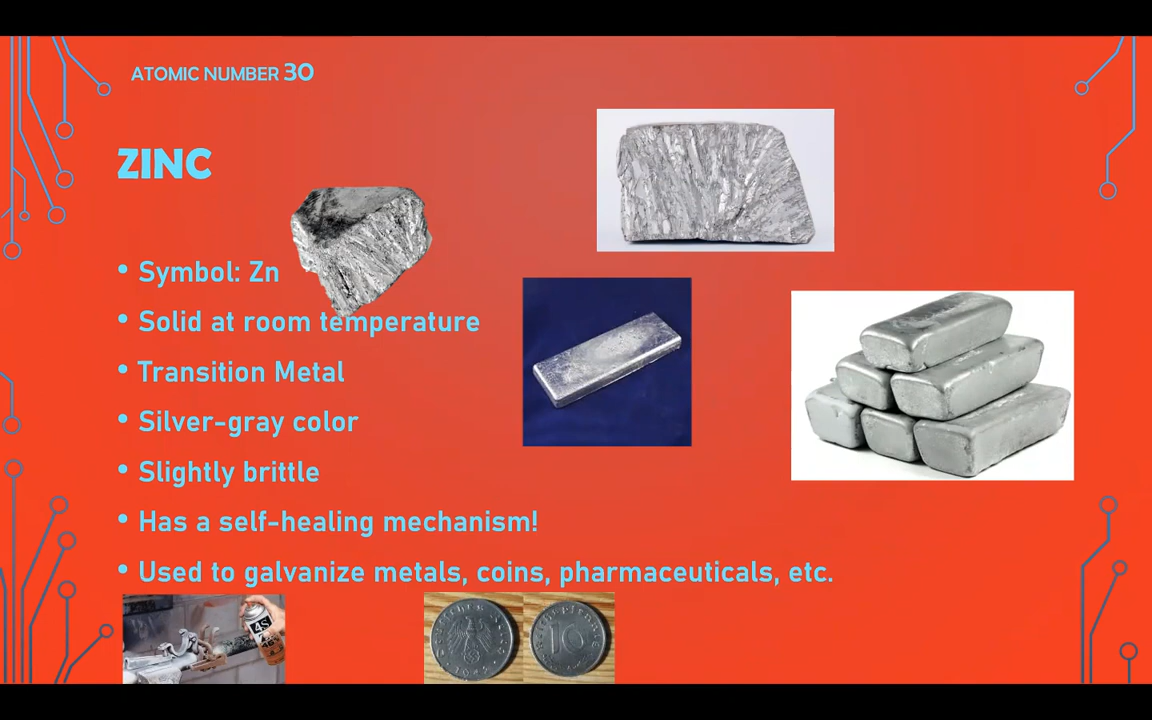 ATOMIC NUMBER 30
ZINC
• Symbol: Zn
• Solid at room temperature
• Transition Metal
• Silver-gray color
• Slightly brittle
• Has a self-healing mechanism!
• Used to galvanize metals, coins, pharmaceuticals, etc.
10